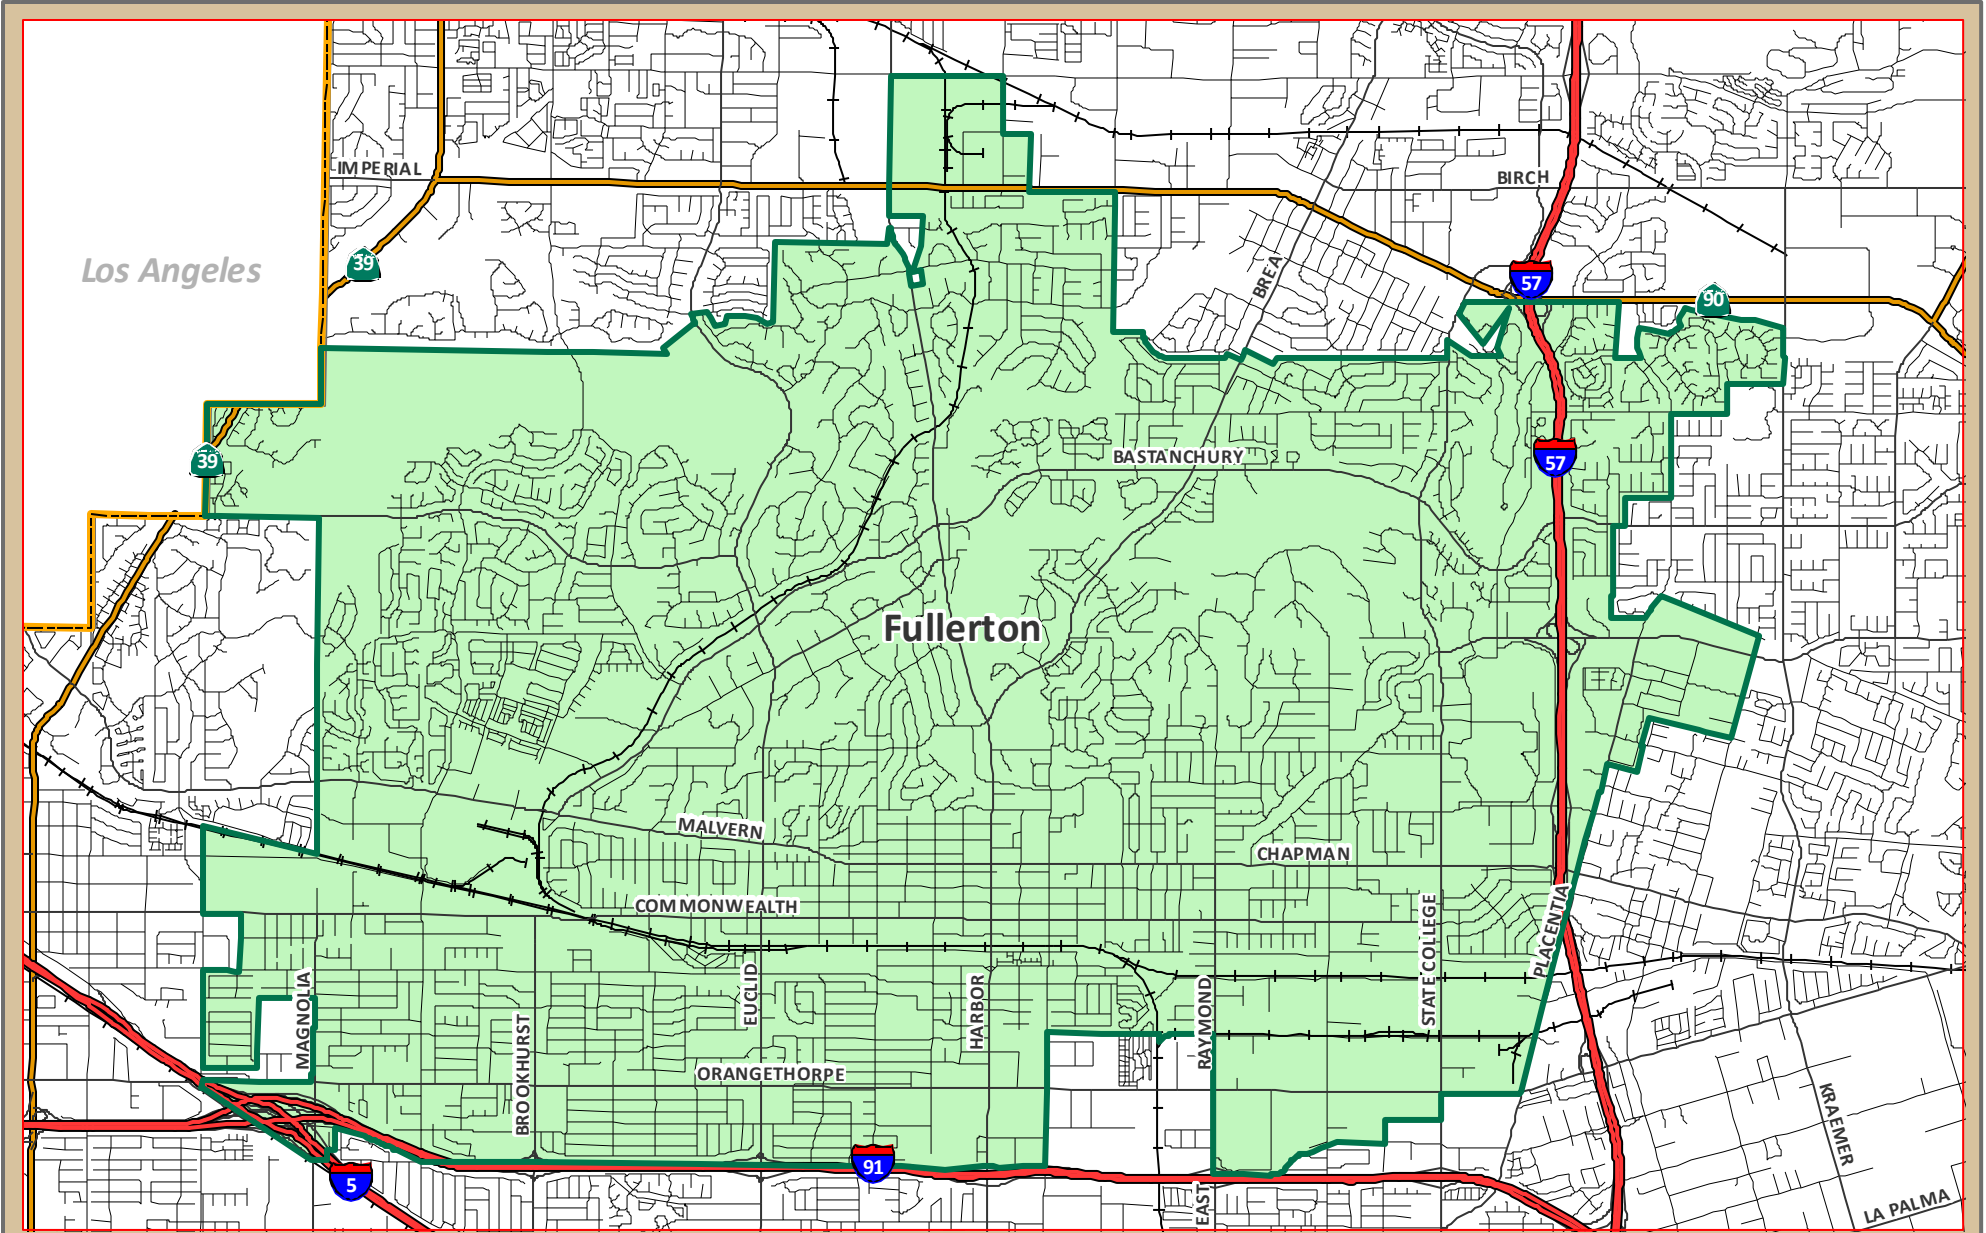 IMPERIAL
BIRCH
Los Angeles
39
BREA
57
90
39
BASTANCHURY
57
Fullerton
MALVERN
CHAPMAN
COMMONWEALTH
STATE COLLEGE
PLACENTIA
MAGNOLIA
EUCLID
HARBOR
RAYMOND
BROOKHURST
ORANGETHORPE
KRAEMER
91
5
EAST
LA PALMA